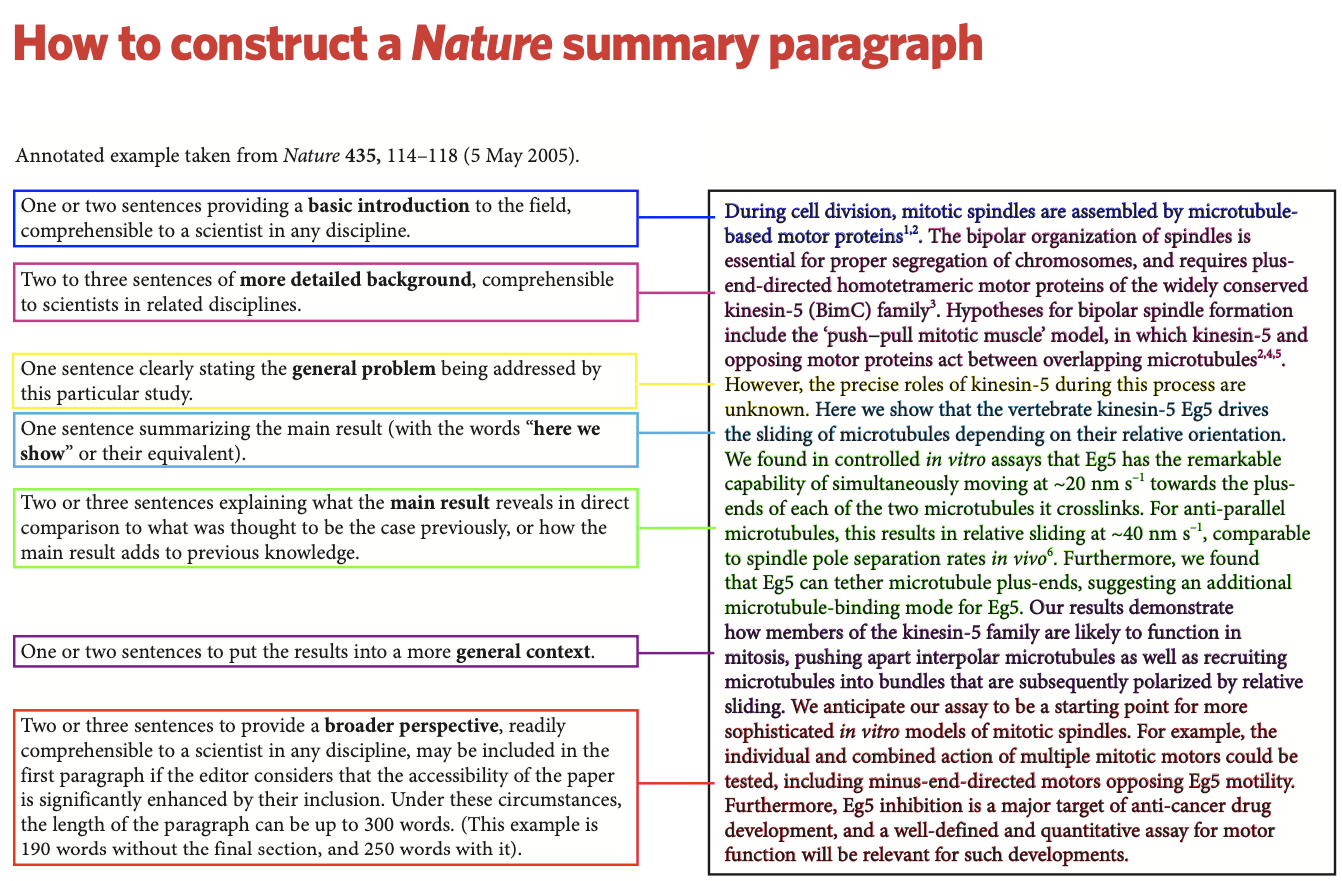 How to construct a Nature summary paragraph
Annotated example taken from Nature 435, 114–118 (5 May 2005).
One or two sentences providing a basic introduction to the field,
comprehensible to a scientist in any discipline.
Two to three sentences of more detailed background, comprehensible
to scientists in related disciplines.
One sentence clearly stating the general problem being addressed by
this particular study.
One sentence summarizing the main result (with the words “here we
show” or their equivalent).
Two or three sentences explaining what the main result reveals in direct
comparison to what was thought to be the case previously, or how the
main result adds to previous knowledge.
One or two sentences to put the results into a more general context.
Two or three sentences to provide a broader perspective, readily
comprehensible to a scientist in any discipline, may be included in the
first paragraph if the editor considers that the accessibility of the paper
is significantly enhanced by their inclusion. Under these circumstances,
the length of the paragraph can be up to 300 words. (This example is
190 words without the final section, and 250 words with it).
During cell division, mitotic spindles are assembled by microtubule-
based motor proteins1,2. The bipolar organization of spindles is
essential for proper segregation of chromosomes, and requires plus-
end-directed homotetrameric motor proteins of the widely conserved
kinesin-5 (BimC) family3. Hypotheses for bipolar spindle formation
include the ‘push–pull mitotic muscle’ model, in which kinesin-5 and
opposing motor proteins act between overlapping microtubules2,4,5.
However, the precise roles of kinesin-5 during this process are
unknown. Here we show that the vertebrate kinesin-5 Eg5 drives
the sliding of microtubules depending on their relative orientation.
We found in controlled in vitro assays that Eg5 has the remarkable
capability of simultaneously moving at ~20 nm s–1 towards the plus-
ends of each of the two microtubules it crosslinks. For anti-parallel
microtubules, this results in relative sliding at ~40 nm s–1, comparable
to spindle pole separation rates in vivo6. Furthermore, we found
that Eg5 can tether microtubule plus-ends, suggesting an additional
microtubule-binding mode for Eg5. Our results demonstrate
how members of the kinesin-5 family are likely to function in
mitosis, pushing apart interpolar microtubules as well as recruiting
microtubules into bundles that are subsequently polarized by relative
sliding. We anticipate our assay to be a starting point for more
sophisticated in vitro models of mitotic spindles. For example, the
individual and combined action of multiple mitotic motors could be
tested, including minus-end-directed motors opposing Eg5 motility.
Furthermore, Eg5 inhibition is a major target of anti-cancer drug
development, and a well-defined and quantitative assay for motor
function will be relevant for such developments.